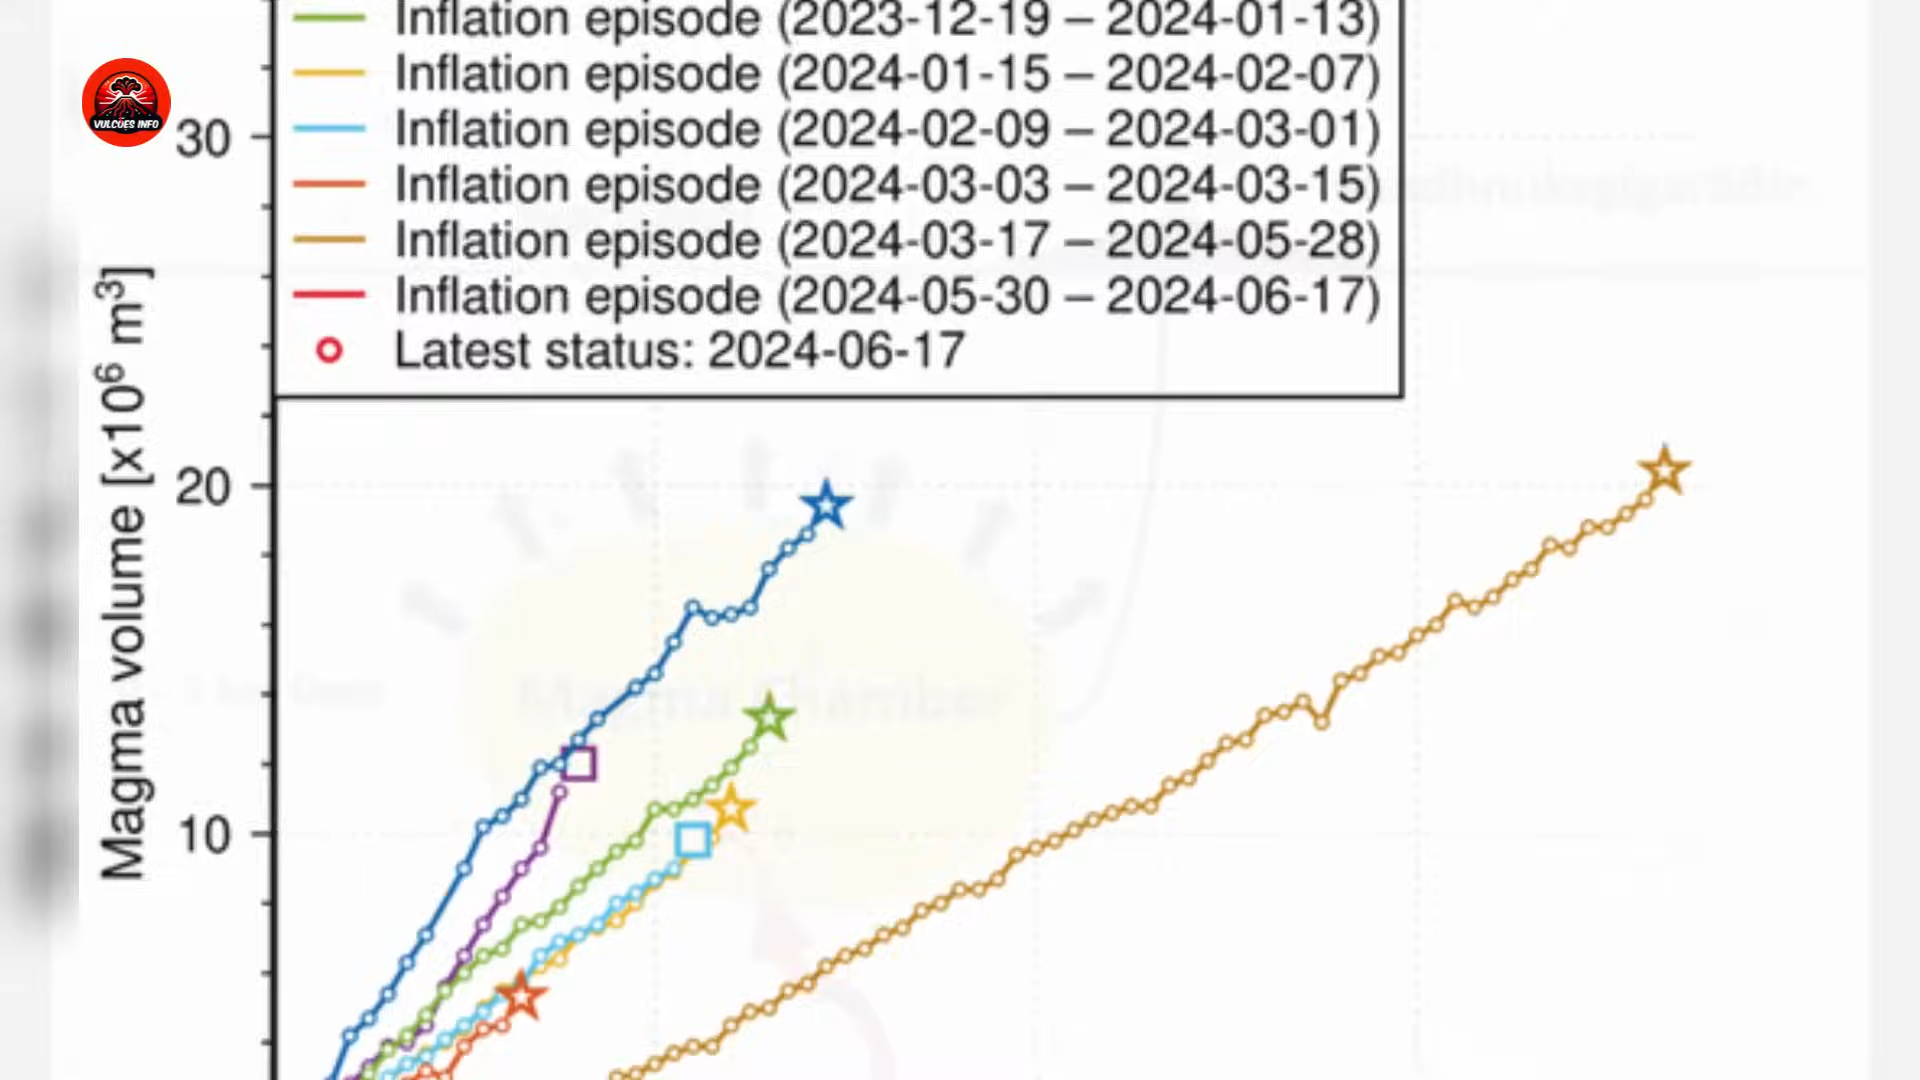 Inflation episode (2023-12-19 – 2024-01-13)
Inflation episode (2024-01-15 – 2024-02-07)
Inflation episode (2024-02-09 – 2024-03-01)
Inflation episode (2024-03-03 – 2024-03-15)
Inflation episode (2024-03-17 – 2024-05-28)
Inflation episode (2024-05-30 – 2024-06-17)
Latest status: 2024-06-17
VULCÕES INFO
30
20
10
Magma volume [x10⁶ m³]
Magma Chamber